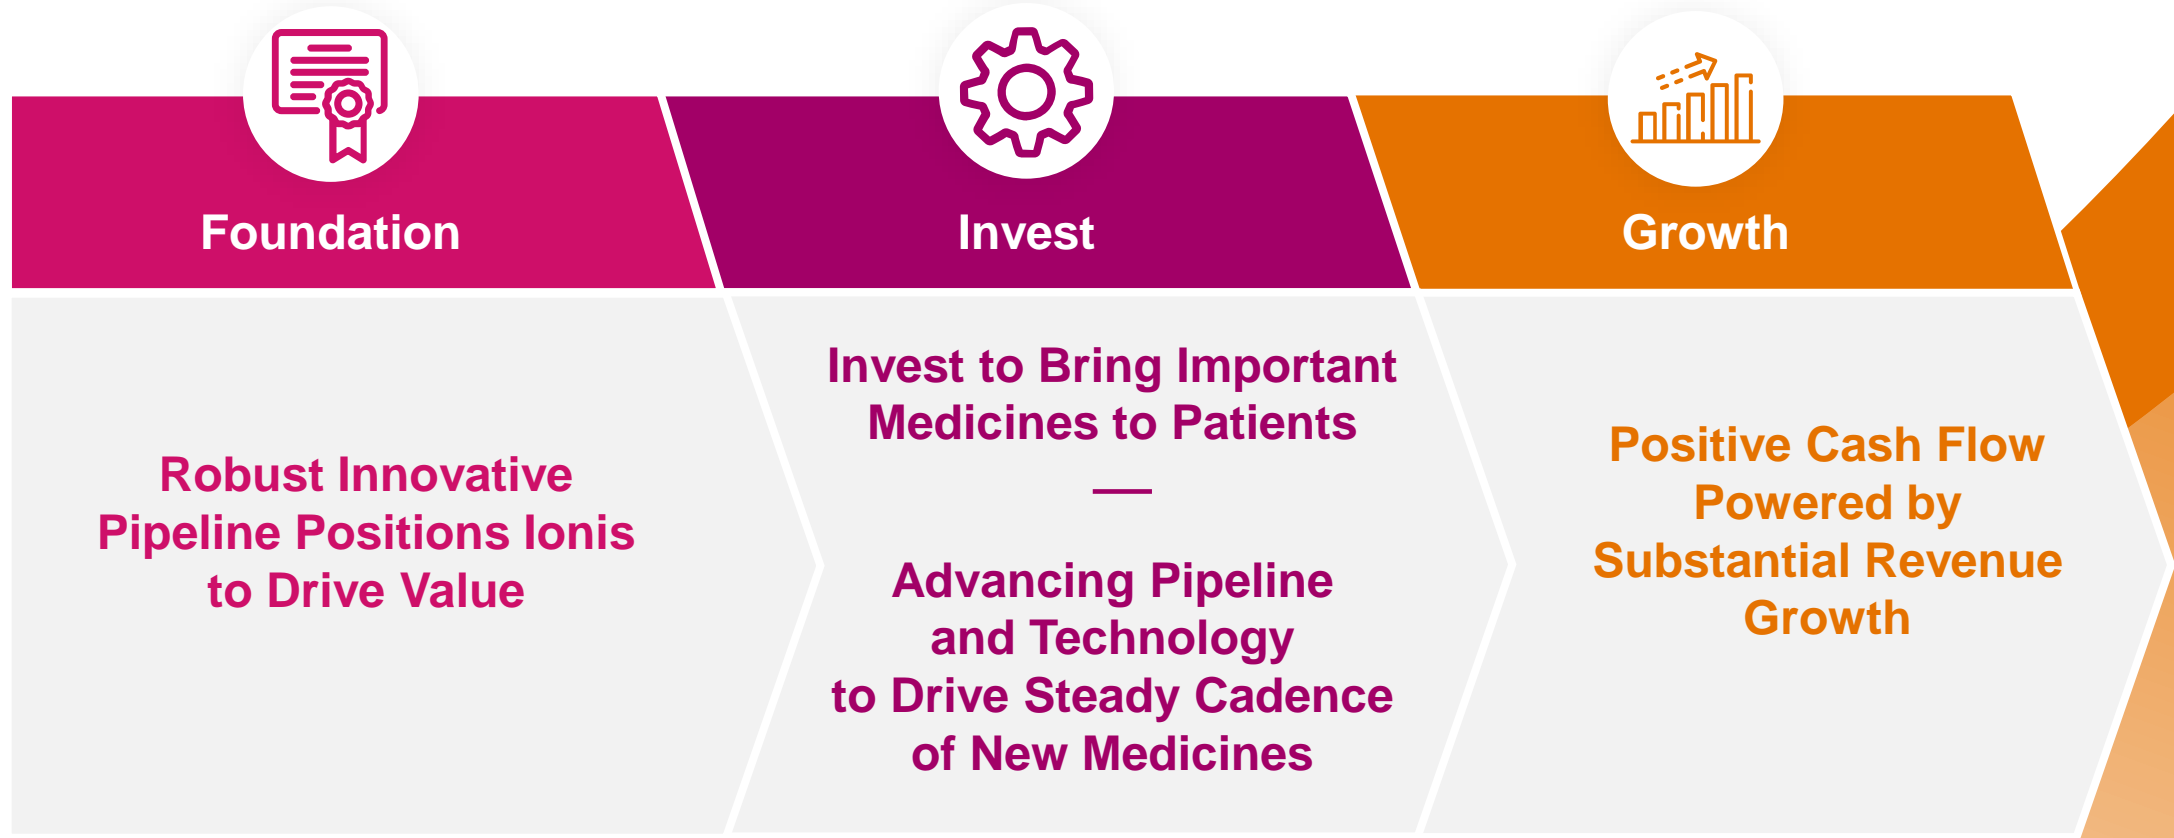 Foundation
Robust Innovative
Pipeline Positions Ionis
to Drive Value
Invest
Invest to Bring Important
Medicines to Patients
Advancing Pipeline
and Technology
to Drive Steady Cadence
of New Medicines
Growth
Positive Cash Flow
Powered by
Substantial Revenue
Growth